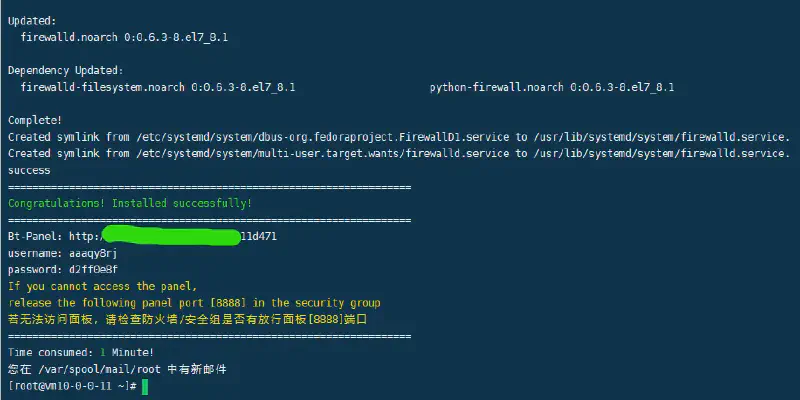 Updated:
firewalld.noarch 0:0.6.3-8.el7_8.1
Dependency Updated:
firewalld-filesystem.noarch 0:0.6.3-8.el7_8.1 python-firewall.noarch 0:0.6.3-8.el7_8.1
Complete!
Created symlink from /etc/systemd/system/dbus-org.fedoraproject.FirewallD1.service to /usr/lib/systemd/system/firewalld.service.
Created symlink from /etc/systemd/system/multi-user.target.wants/firewalld.service to /usr/lib/systemd/system/firewalld.service.
success
==================================================================
Congratulations! Installed successfully!
==================================================================
Bt-Panel: http:/ 11d471
username: aaaqy8rj
password: d2ff0e8f
If you cannot access the panel,
release the following panel port [8888] in the security group
若无法访问面板，请检查防火墙/安全组是否有放行面板[8888]端口
==================================================================
Time consumed: 1 Minute!
您在 /var/spool/mail/root 中有新邮件
[root@vm10-0-0-11 ~]#